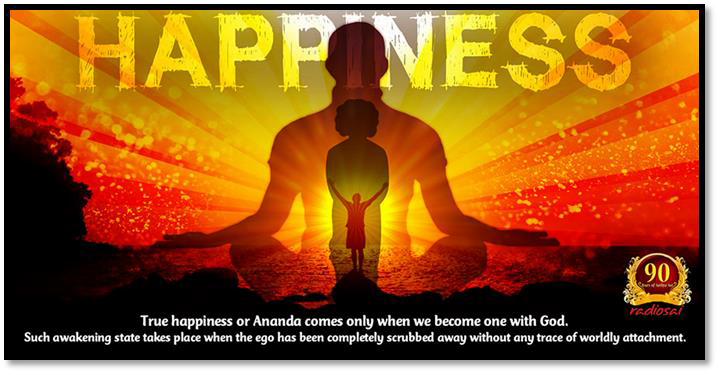 HAPPINESS
90
radiosai
True happiness or Ananda comes only when we become one with God.
Such awakening state takes place when the ego has been completely scrubbed away without any trace of worldly attachment.